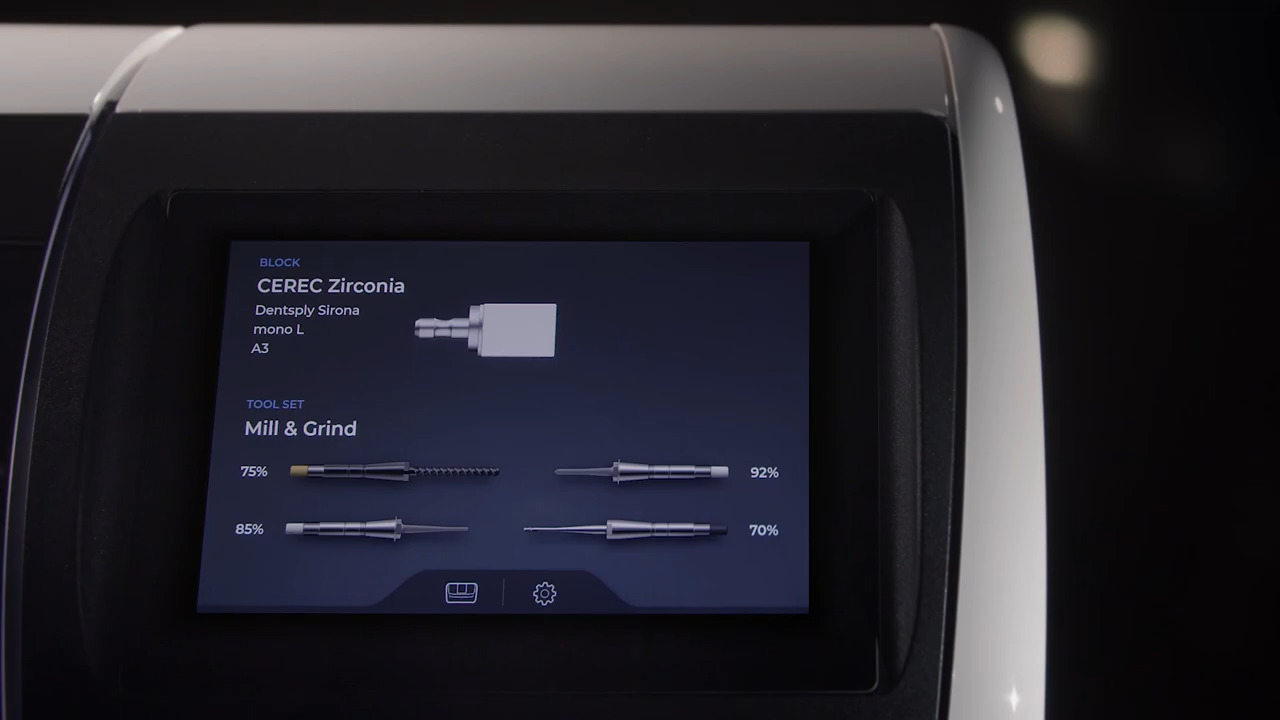 BLOCK
CEREC Zirconia
Dentsply Sirona
mono L
A3
TOOL SET
Mill & Grind
75%
92%
85%
70%